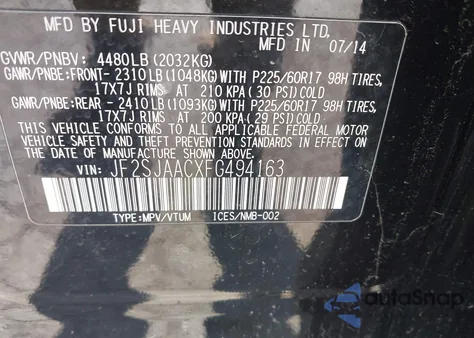 MFD BY FUJI HEAVY INDUSTRIES LTD.
MFD IN 07/14
GVWR/PNBV: 4480LB(2032KG)
GAWR/PNBE:FRONT- 2310LB(1048KG)WITH P225/60R17 98H TIRES,
17X7J RIMS AT 210 KPA(30 PSI)COLD
GAWR/PNBE:REAR - 2410LB(1093KG)WITH P225/60R17 98H TIRES,
17X7J RIMS AT 200 KPA(29 PSI)COLD
THIS VEHICLE CONFORMS TO ALL APPLICABLE FEDERAL MOTOR
VEHICLE SAFETY,BUMPER,AND THEFT PREVENTION STANDARDS IN EFFECT
ON THE DATE OF MANUFACTURE SHOWN ABOVE.
VIN: JF2SJAACXFG494163
TYPE:MPV/VTUM ICES/NMB-002
autoSnap